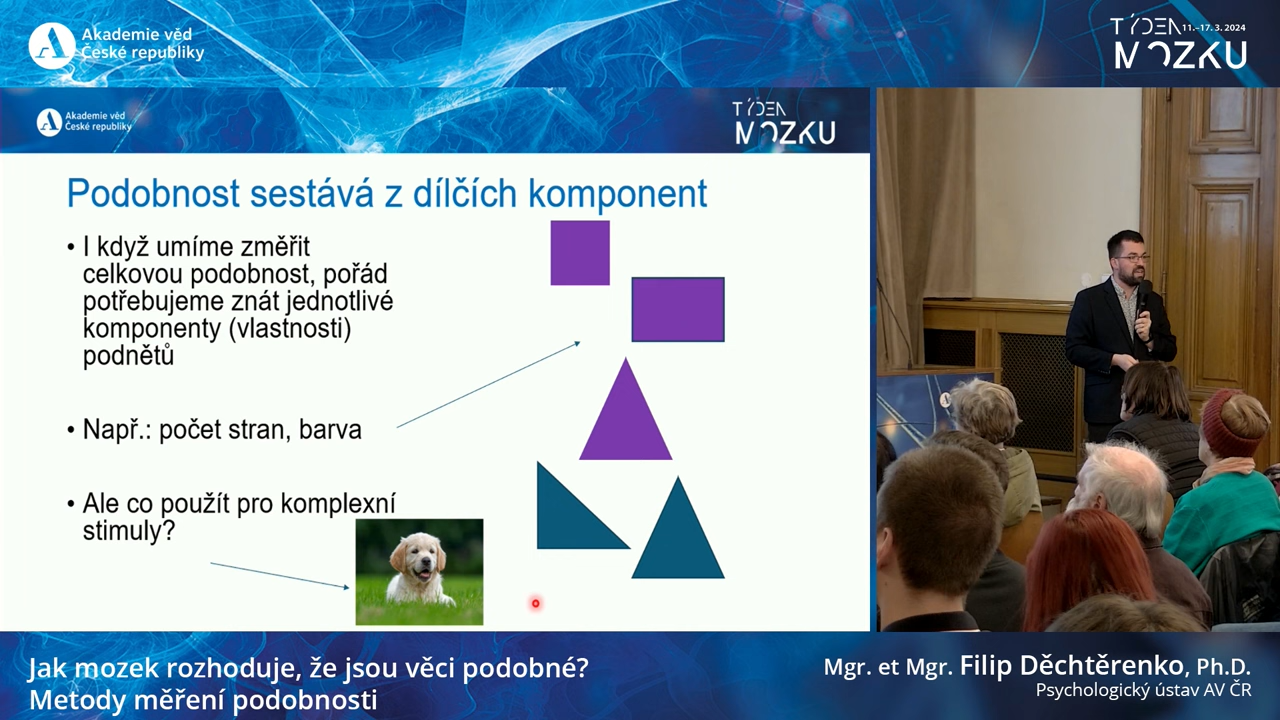 Akademie věd
České republiky
TÝDEN 11.–17. 3. 2024
MOZKU
Akademie věd
České republiky
TÝDEN
MOZKU
Podobnost sestává z dílčích komponent
• I když umíme změřit
celkovou podobnost, pořád
potřebujeme znát jednotlivé
komponenty (vlastnosti)
podnětů
• Např.: počet stran, barva
• Ale co použít pro komplexní
stimuly?
Jak mozek rozhoduje, že jsou věci podobné?
Metody měření podobnosti
Mgr. et Mgr. Filip Děchtěrenko, Ph.D.
Psychologický ústav AV ČR